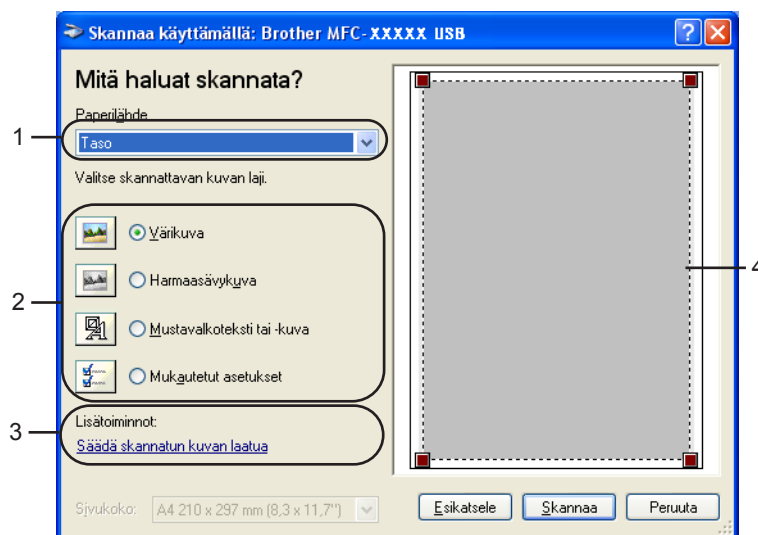 Skannaa käyttämällä: Brother MFC-XXXXX USB
Mitä haluat skannata?
Paperilähde
1
Taso
Valitse skannattavan kuvan laji.
2
Värikuva
Harmaasävykuva
Mustavalkoteksti tai -kuva
Mukautetut asetukset
3
Lisätoiminnot:
Säädä skannatun kuvan laatua
4
Sivukoko: A4 210 x 297 mm (8,3 x 11,7")
Esikatsele Skannaa Peruuta